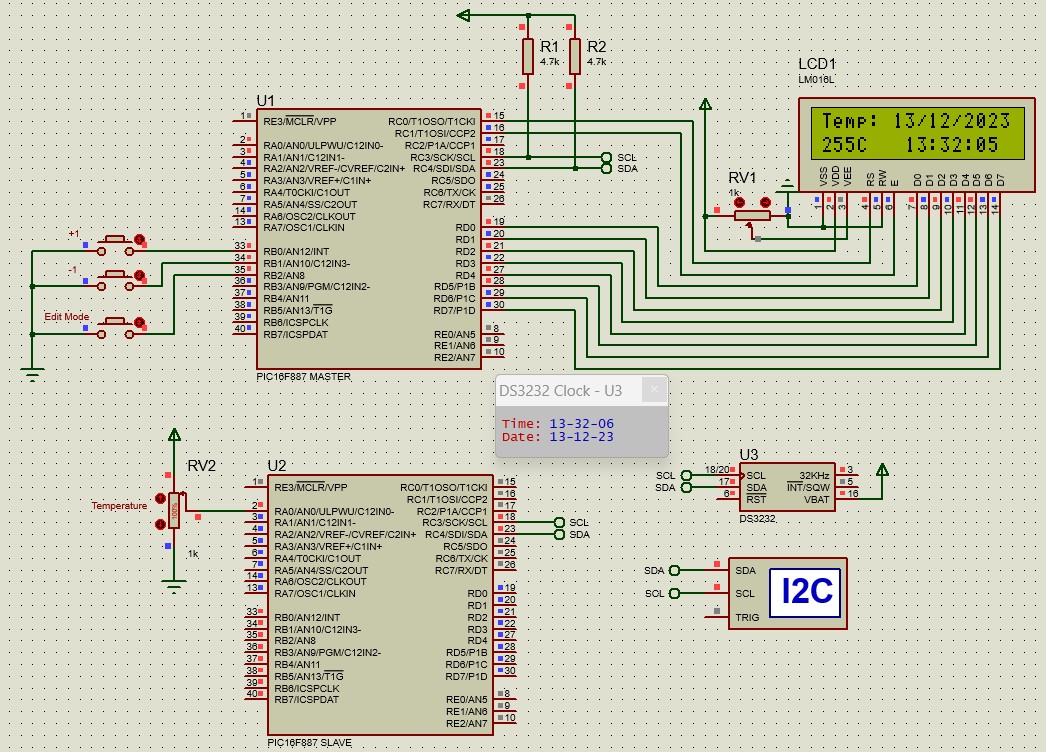 R1
4.7k
R2
4.7k
LCD1
LM016L
Temp: 13/12/2023
255C 13:32:05
VSS
VDD
VEE
RS
RW
E
D0
D1
D2
D3
D4
D5
D6
D7
1
2
3
4
5
6
7
8
9
10
11
12
13
14
RV1
1k
U1
1 RE3/MCLR/VPP
2 RA0/AN0/ULPWU/C12IN0-
3 RA1/AN1/C12IN1-
4 RA2/AN2/VREF-/CVREF/C2IN+
5 RA3/AN3/VREF+/C1IN+
6 RA4/T0CKI/C1OUT
7 RA5/AN4/SS/C2OUT
14 RA6/OSC2/CLKOUT
13 RA7/OSC1/CLKIN
33 RB0/AN12/INT
34 RB1/AN10/C12IN3-
35 RB2/AN8
36 RB3/AN9/PGM/C12IN2-
37 RB4/AN11
38 RB5/AN13/T1G
39 RB6/ICSPCLK
40 RB7/ICSPDAT
RC0/T1OSO/T1CKI 15
RC1/T1OSI/CCP2 16
RC2/P1A/CCP1 17
RC3/SCK/SCL 18
RC4/SDI/SDA 23
RC5/SDO 24
RC6/TX/CK 25
RC7/RX/DT 26
RD0 19
RD1 20
RD2 21
RD3 22
RD4 27
RD5/P1B 28
RD6/P1C 29
RD7/P1D 30
RE0/AN5 8
RE1/AN6 9
RE2/AN7 10
PIC16F887 MASTER
SCL
SDA
+1
-1
Edit Mode
DS3232 Clock - U3
Time: 13-32-06
Date: 13-12-23
RV2
Temperature
100%
1k
U2
1 RE3/MCLR/VPP
2 RA0/AN0/ULPWU/C12IN0-
3 RA1/AN1/C12IN1-
4 RA2/AN2/VREF-/CVREF/C2IN+
5 RA3/AN3/VREF+/C1IN+
6 RA4/T0CKI/C1OUT
7 RA5/AN4/SS/C2OUT
14 RA6/OSC2/CLKOUT
13 RA7/OSC1/CLKIN
33 RB0/AN12/INT
34 RB1/AN10/C12IN3-
35 RB2/AN8
36 RB3/AN9/PGM/C12IN2-
37 RB4/AN11
38 RB5/AN13/T1G
39 RB6/ICSPCLK
40 RB7/ICSPDAT
RC0/T1OSO/T1CKI 15
RC1/T1OSI/CCP2 16
RC2/P1A/CCP1 17
RC3/SCK/SCL 18
RC4/SDI/SDA 23
RC5/SDO 24
RC6/TX/CK 25
RC7/RX/DT 26
RD0 19
RD1 20
RD2 21
RD3 22
RD4 27
RD5/P1B 28
RD6/P1C 29
RD7/P1D 30
RE0/AN5 8
RE1/AN6 9
RE2/AN7 10
PIC16F887 SLAVE
SCL
SDA
U3
SCL 18/20 SCL 32KHz 3
SDA 17 SDA INT/SQW 5
6 RST VBAT 16
DS3232
SDA SDA
SCL SCL
TRIG
I2C